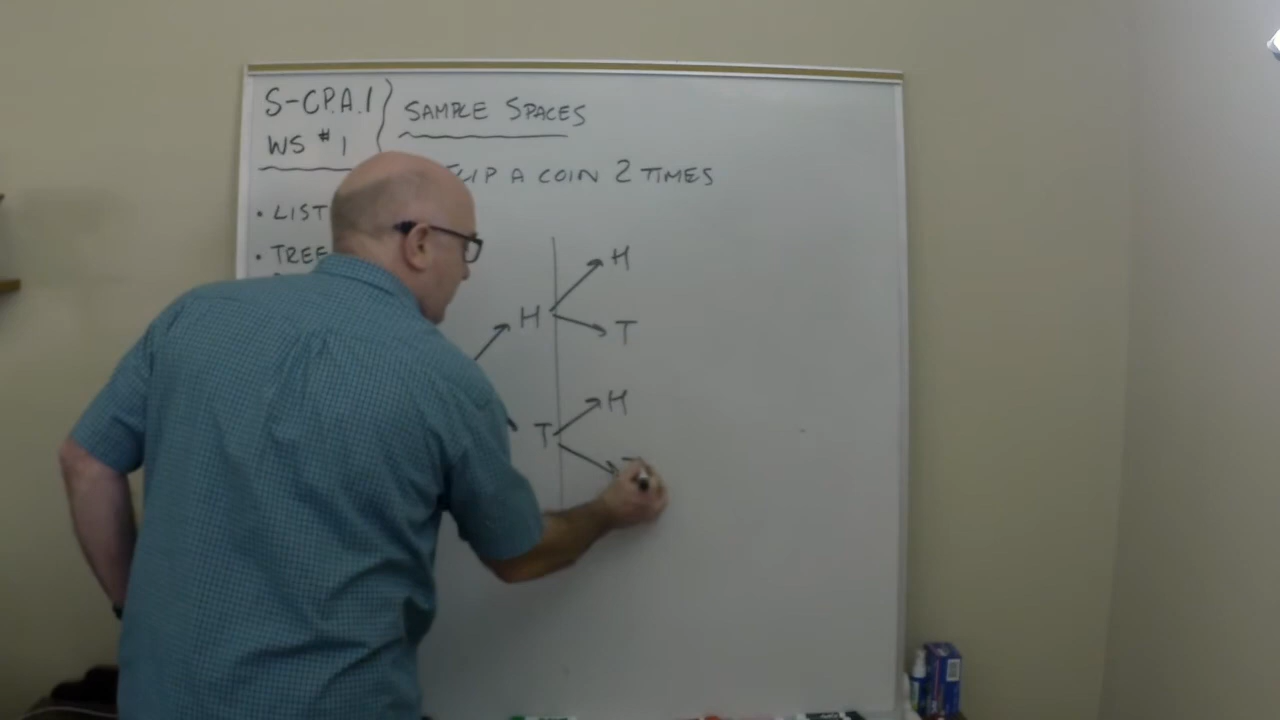 S-CP.A.1
WS #1
SAMPLE SPACES
FLIP A COIN 2 TIMES
• LIST
• TREE
H
H
T
H
T
T